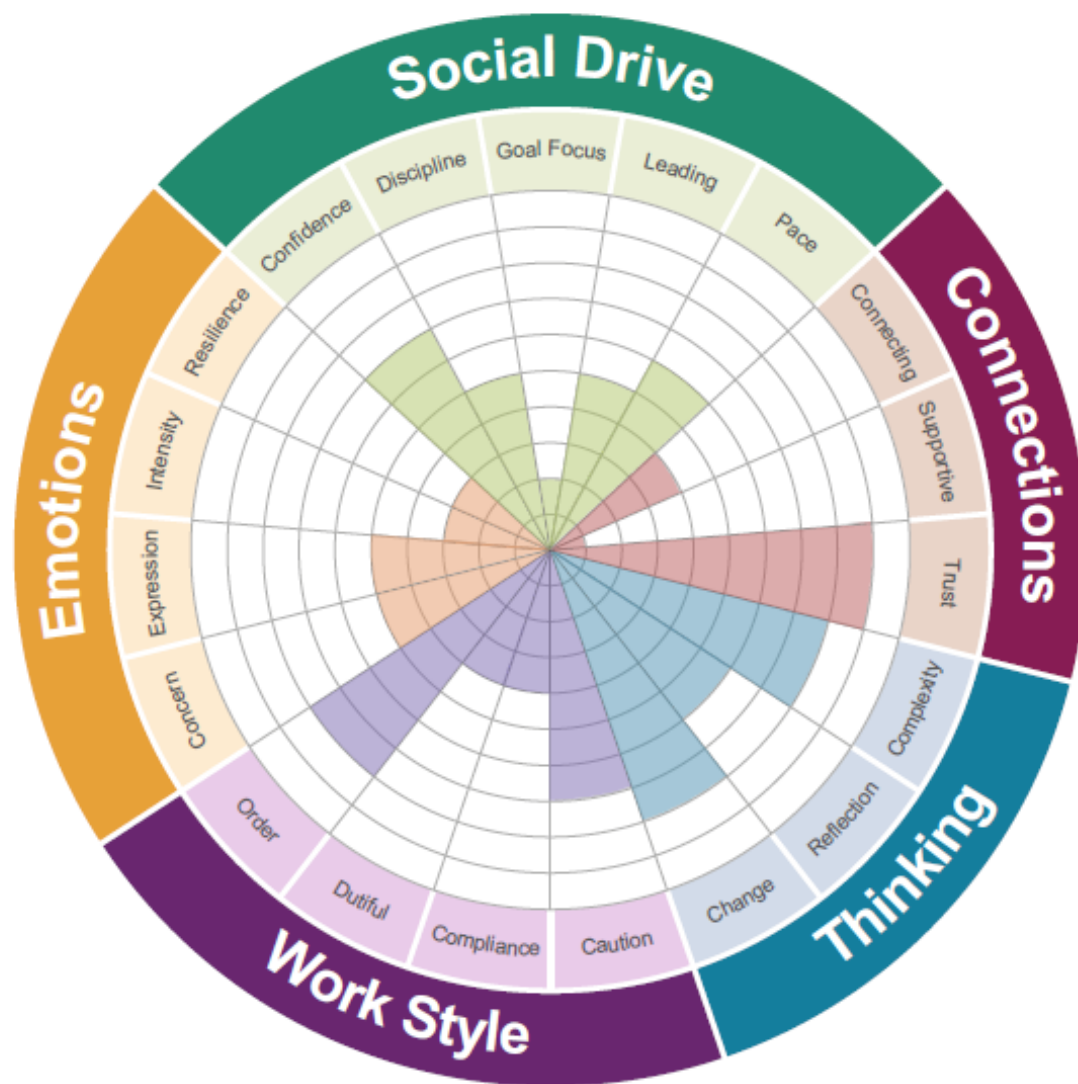 Social Drive
Confidence
Discipline
Goal Focus
Leading
Pace
Connections
Connecting
Supportive
Trust
Thinking
Complexity
Reflection
Change
Work Style
Caution
Compliance
Dutiful
Order
Emotions
Concern
Expression
Intensity
Resilience